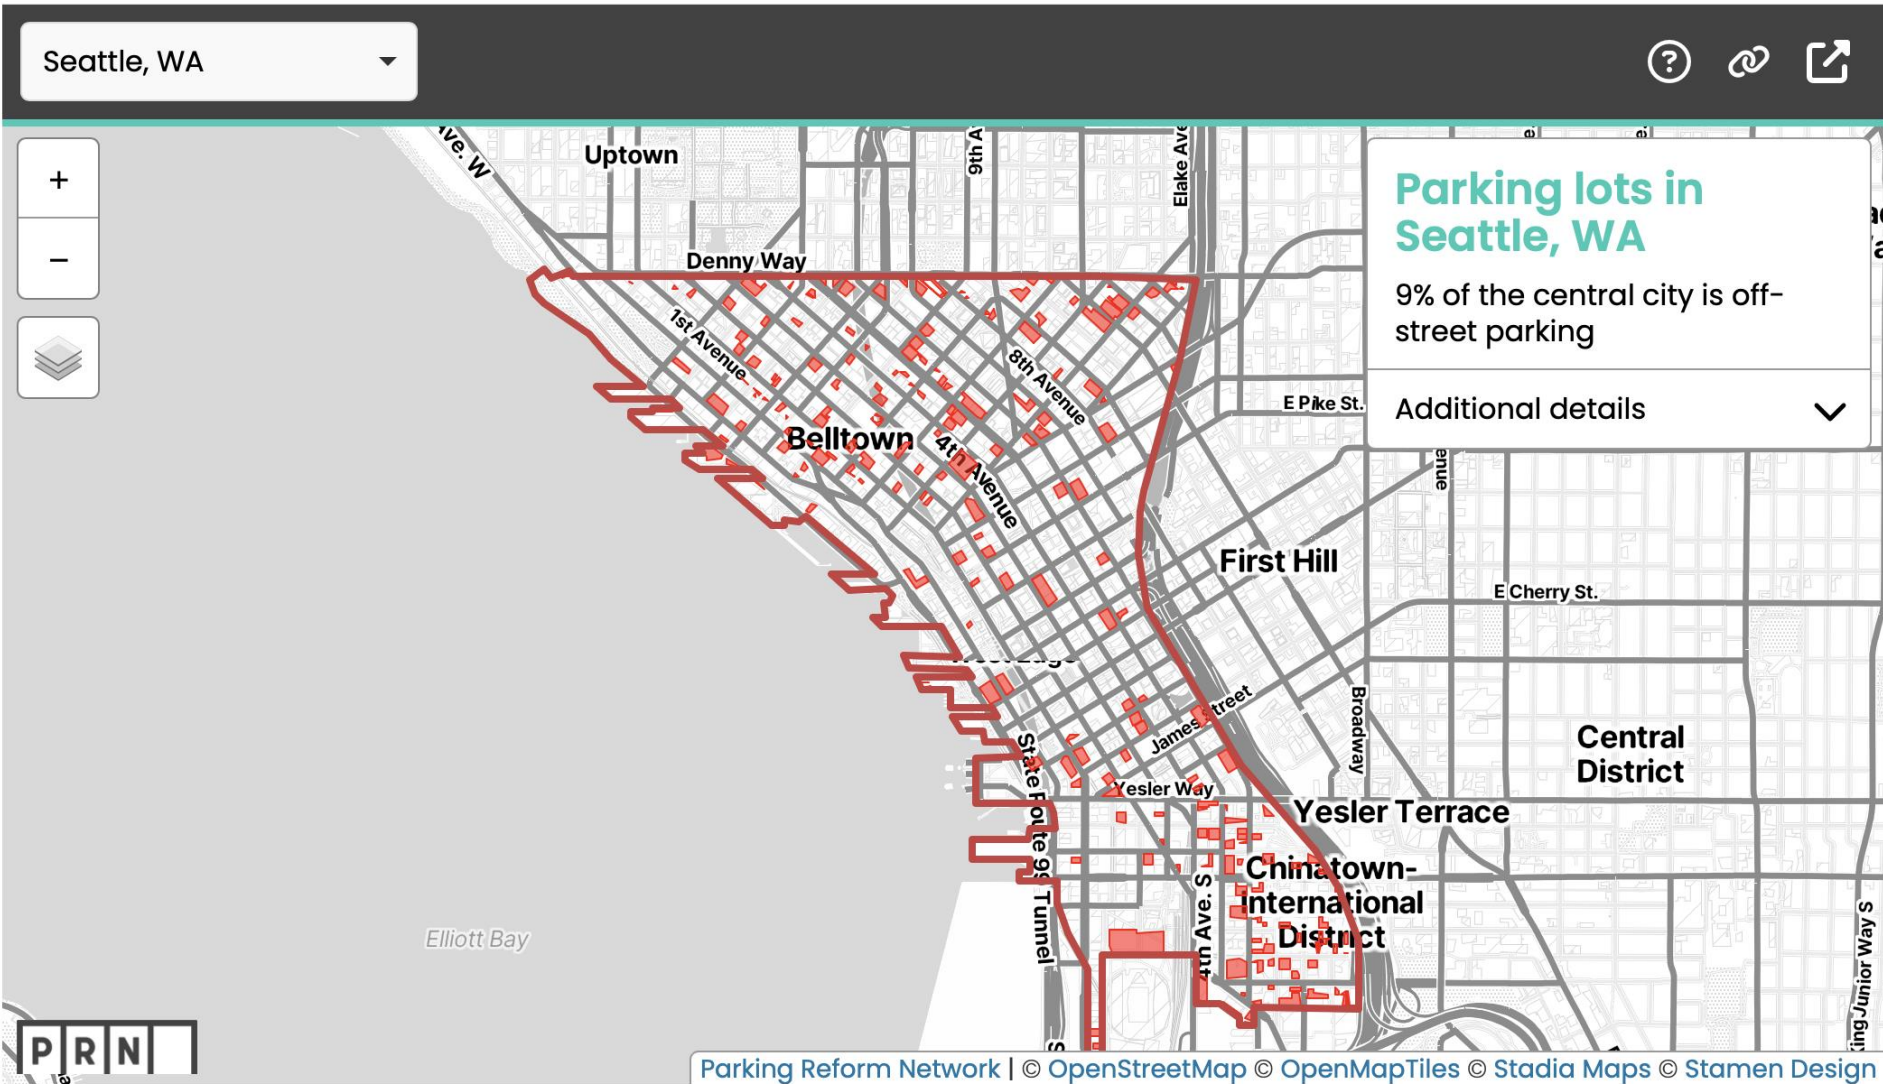 Seattle, WA
?
+
−
Ave. W
Uptown
9th A
Elake Ave
Denny Way
Parking lots in
Seattle, WA
9% of the central city is off-
street parking
Additional details
1st Avenue
8th Avenue
E Pike St.
Belltown
4th Avenue
enue
First Hill
E Cherry St.
James Street
Broadway
Central
District
State Route 99 Tunnel
Yesler Way
Yesler Terrace
Chinatown-
International
District
4th Ave. S
Elliott Bay
King Junior Way S
PRN
Parking Reform Network | © OpenStreetMap © OpenMapTiles © Stadia Maps © Stamen Design